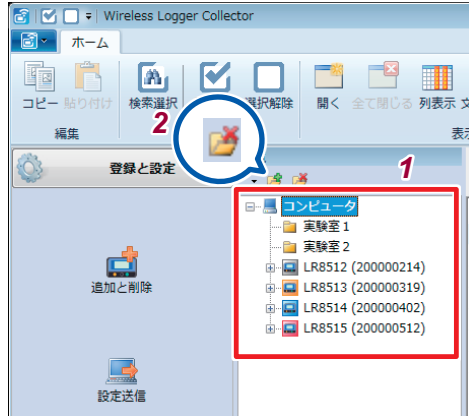 Wireless Logger Collector
ホーム
コピー 貼り付け 検索選択 選択解除 開く 全て閉じる 列表示
編集
2
登録と設定
1
コンピュータ
実験室1
実験室2
LR8512 (200000214)
追加と削除
LR8513 (200000319)
LR8514 (200000402)
LR8515 (200000512)
設定送信